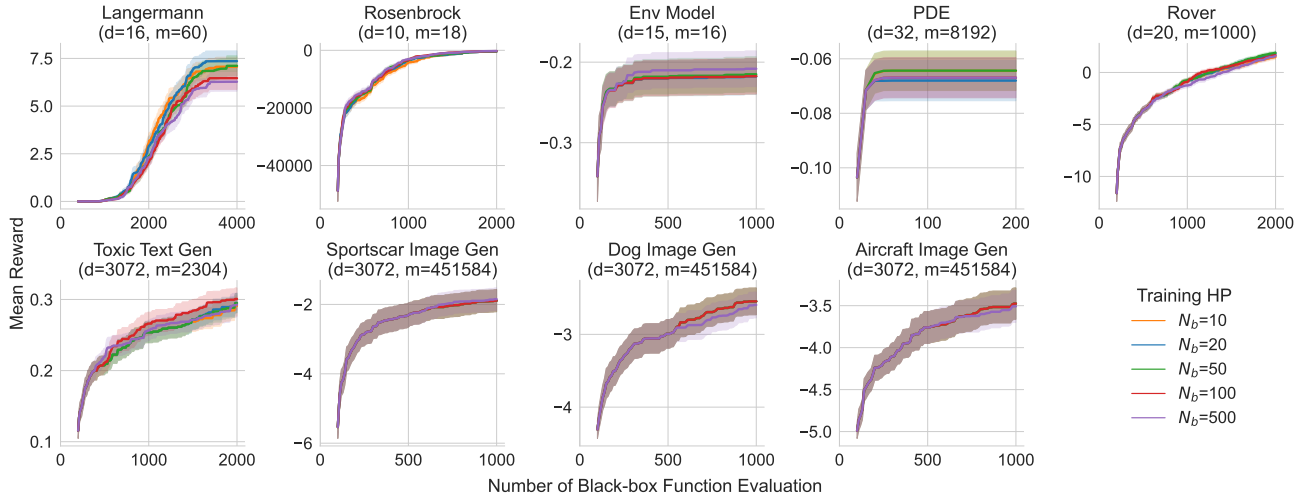 Langermann
(d=16, m=60)
Rosenbrock
(d=10, m=18)
Env Model
(d=15, m=16)
PDE
(d=32, m=8192)
Rover
(d=20, m=1000)
7.5
5.0
2.5
0.0
0
2000
4000
0
−20000
−40000
0
1000
2000
−0.2
−0.3
0
500
1000
−0.06
−0.08
−0.10
0
100
200
0
−5
−10
0
1000
2000
Mean Reward
Toxic Text Gen
(d=3072, m=2304)
Sportscar Image Gen
(d=3072, m=451584)
Dog Image Gen
(d=3072, m=451584)
Aircraft Image Gen
(d=3072, m=451584)
0.3
0.2
0.1
0
1000
2000
−2
−4
−6
0
500
1000
−3
−4
0
500
1000
−3.5
−4.0
−4.5
−5.0
0
500
1000
Training HP
N_b=10
N_b=20
N_b=50
N_b=100
N_b=500
Number of Black-box Function Evaluation